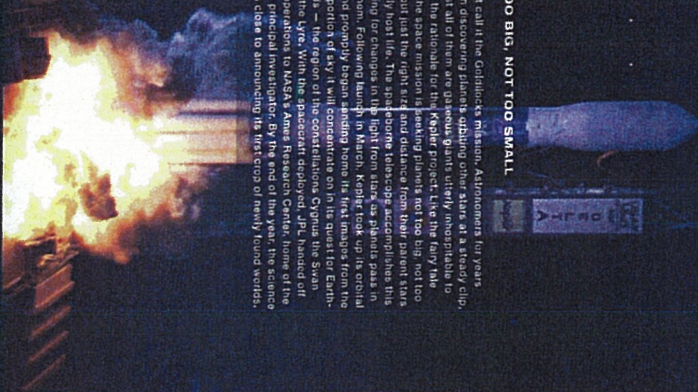 OO BIG, NOT TOO SMALL
t call it the Goldilocks mission. Astronomers for years
n discovering planets orbiting other stars at a steady clip,
t all of them are gaseous giants utterly inhospitable to
the rationale for the Kepler project. Like the fairy tale
he space mission is seeking planets not too big, not too
ut just the right size and distance from their parent stars
ly host life. The spaceborne telescope accomplishes this
ng for changes in the light from stars as planets pass in
hem. Following launch in March, Kepler took up its orbital
nd promptly began sending home its first images from the
portion of sky it will concentrate on in its quest for Earth-
ds — the region of the constellations Cygnus the Swan
the Lyre. With the spacecraft deployed, JPL handed off
operations to NASA's Ames Research Center, home of the
principal investigator. By the end of the year, the science
close to announcing its first crop of newly found worlds.
DELTA